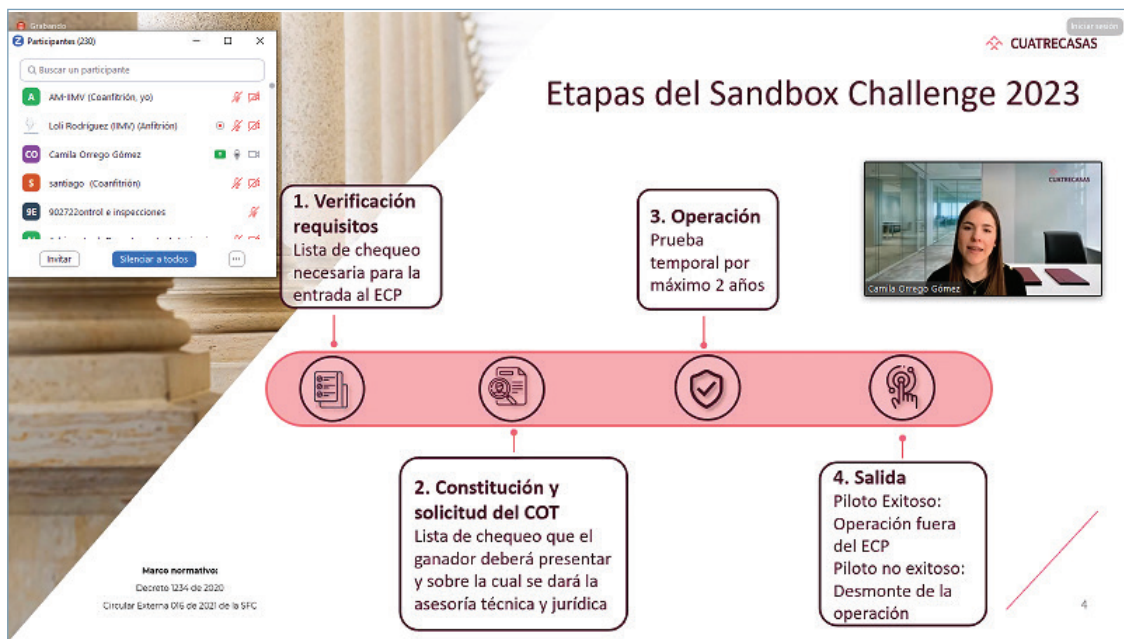 Grabando
Iniciar sesión
Participantes (230)
Buscar un participante
A AM-IIMV (Coanfitrión, yo)
Loli Rodríguez (IIMV) (Anfitrión)
CO Camila Orrego Gómez
S santiago (Coanfitrión)
9E 902722ontrol e inspecciones
Invitar
Silenciar a todos
CUATRECASAS
Etapas del Sandbox Challenge 2023
CUATRECASAS
Camila Orrego Gómez
1. Verificación
requisitos
Lista de chequeo
necesaria para la
entrada al ECP
3. Operación
Prueba
temporal por
máximo 2 años
2. Constitución y
solicitud del COT
Lista de chequeo que el
ganador deberá presentar
y sobre la cual se dará la
asesoría técnica y jurídica
4. Salida
Piloto Exitoso:
Operación fuera
del ECP
Piloto no exitoso:
Desmonte de la
operación
Marco normativo:
Decreto 1234 de 2020
Circular Externa 016 de 2021 de la SFC
4